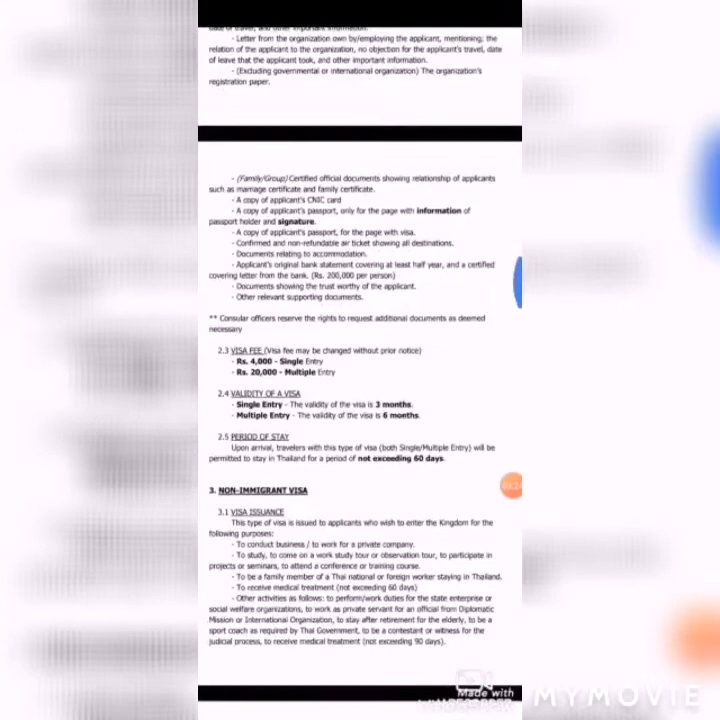 date of travel, and other important information.
- Letter from the organization own by/employing the applicant, mentioning: the
relation of the applicant to the organization, no objection for the applicant's travel, date
of leave that the applicant took, and other important information.
- (Excluding governmental or international organization) The organization's
registration paper.
- (Family/Group) Certified official documents showing relationship of applicants
such as marriage certificate and family certificate.
- A copy of applicant's CNIC card
- A copy of applicant's passport, only for the page with information of
passport holder and signature.
- A copy of applicant's passport, for the page with visa.
- Confirmed and non-refundable air ticket showing all destinations.
- Documents relating to accommodation.
- Applicant's original bank statement covering at least half year, and a certified
covering letter from the bank. (Rs. 200,000 per person)
- Documents showing the trust worthy of the applicant.
- Other relevant supporting documents.
** Consular officers reserve the rights to request additional documents as deemed
necessary
2.3 VISA FEE (Visa fee may be changed without prior notice)
- Rs. 4,000 - Single Entry
- Rs. 20,000 - Multiple Entry
2.4 VALIDITY OF A VISA
- Single Entry - The validity of the visa is 3 months.
- Multiple Entry - The validity of the visa is 6 months.
2.5 PERIOD OF STAY
Upon arrival, travelers with this type of visa (both Single/Multiple Entry) will be
permitted to stay in Thailand for a period of not exceeding 60 days.
3. NON-IMMIGRANT VISA
3.1 VISA ISSUANCE
This type of visa is issued to applicants who wish to enter the Kingdom for the
following purposes:
- To conduct business / to work for a private company.
- To study, to come on a work study tour or observation tour, to participate in
projects or seminars, to attend a conference or training course.
- To be a family member of a Thai national or foreign worker staying in Thailand.
- To receive medical treatment (not exceeding 60 days)
- Other activities as follows: to perform/work duties for the state enterprise or
social welfare organizations, to work as private servant for an official from Diplomatic
Mission or International Organization, to stay after retirement for the elderly, to be a
sport coach as required by Thai Government, to be a contestant or witness for the
judicial process, to receive medical treatment (not exceeding 90 days).
Made with
MYMOVIE